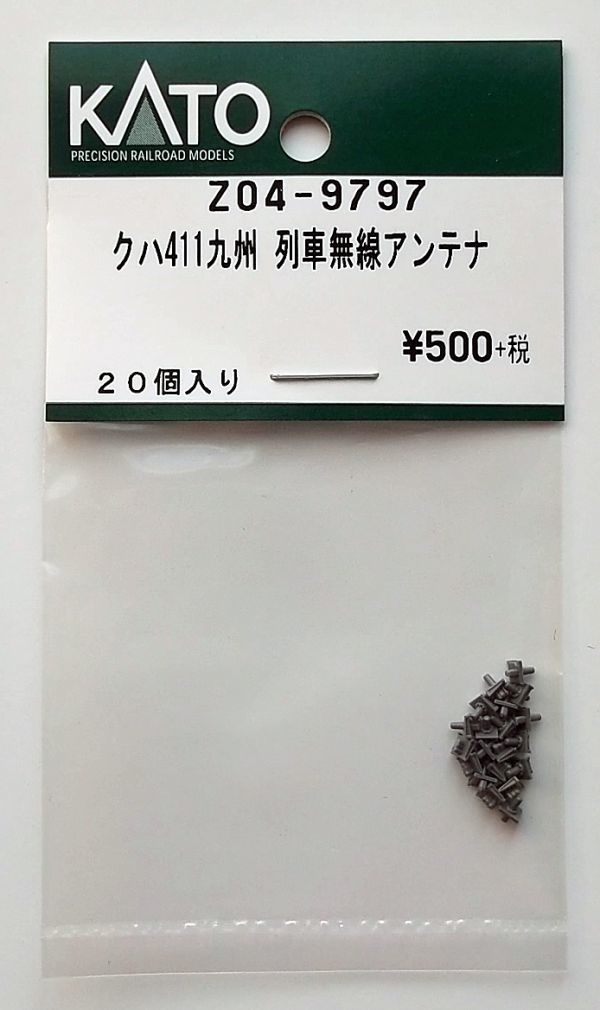 KATO
PRECISION RAILROAD MODELS
Z04-9797
クハ411九州 列車無線アンテナ
¥500+税
20個入り